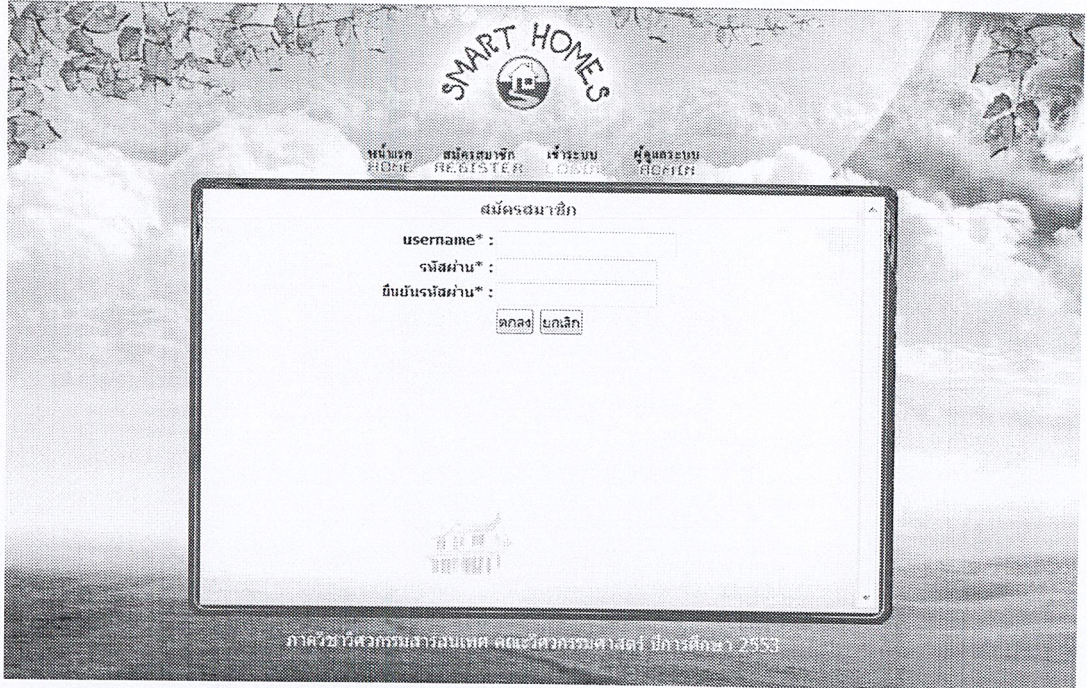 SMART HOMES
หน้าแรก สมัครสมาชิก เข้าระบบ ผู้ดูแลระบบ
HOME REGISTER LOGIN ADMIN
สมัครสมาชิก
username* :
รหัสผ่าน* :
ยืนยันรหัสผ่าน* :
ตกลง ยกเลิก
ภาควิชาวิศวกรรมสารสนเทศ คณะวิศวกรรมศาสตร์ ปีการศึกษา 2553